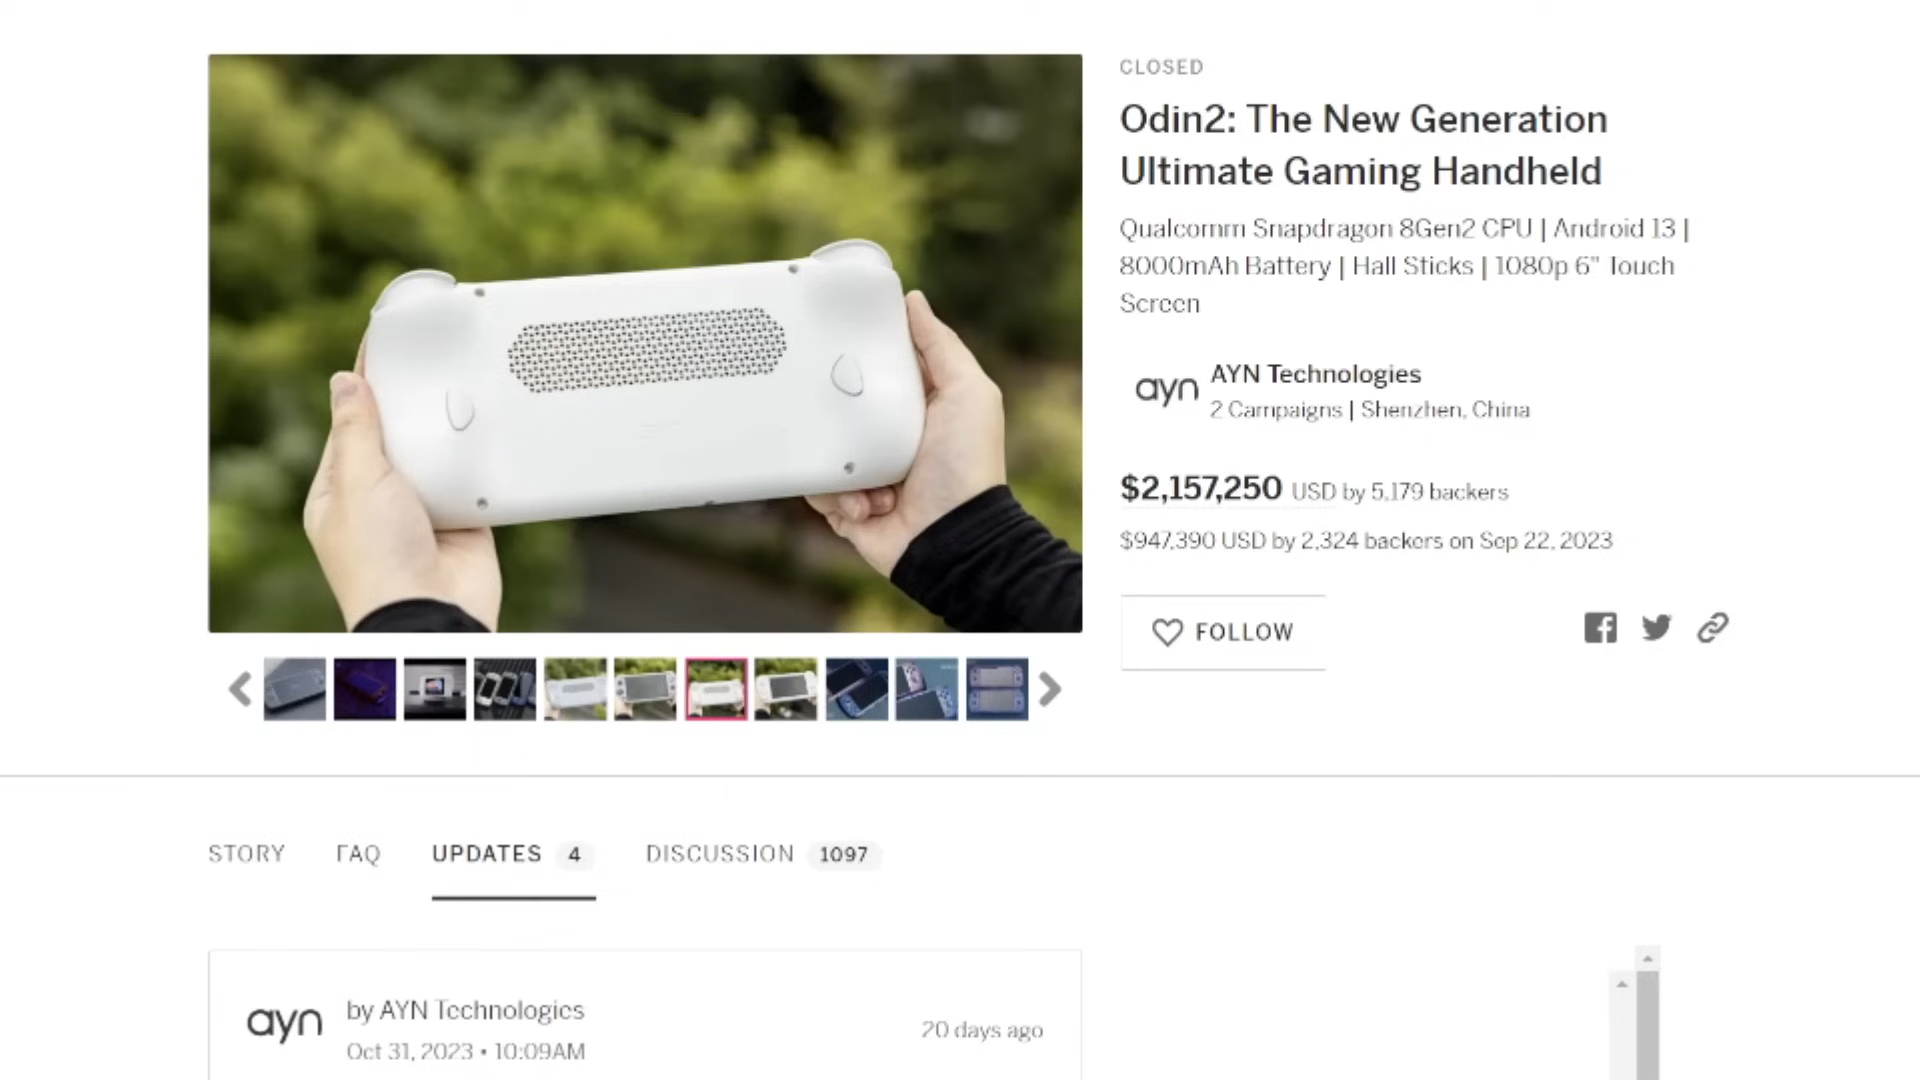 CLOSED
Odin2: The New Generation
Ultimate Gaming Handheld
Qualcomm Snapdragon 8Gen2 CPU | Android 13 |
8000mAh Battery | Hall Sticks | 1080p 6" Touch
Screen
ayn
AYN Technologies
2 Campaigns | Shenzhen, China
$2,157,250 USD by 5,179 backers
$947,390 USD by 2,324 backers on Sep 22, 2023
FOLLOW
STORY FAQ UPDATES 4 DISCUSSION 1097
ayn
by AYN Technologies
Oct 31, 2023 • 10:09AM
20 days ago